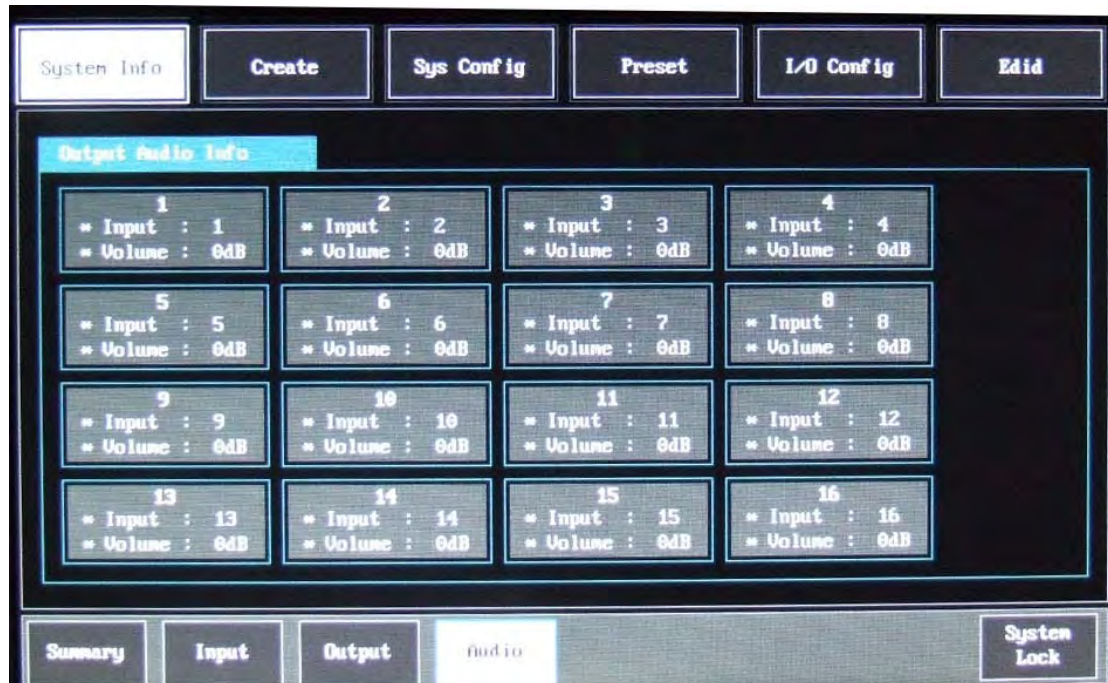 System Info Create Sys Config Preset I/O Config Edid
Output Audio Info
1 2 3 4
* Input : 1 * Input : 2 * Input : 3 * Input : 4
* Volume : 0dB * Volume : 0dB * Volume : 0dB * Volume : 0dB
5 6 7 8
* Input : 5 * Input : 6 * Input : 7 * Input : 8
* Volume : 0dB * Volume : 0dB * Volume : 0dB * Volume : 0dB
9 10 11 12
* Input : 9 * Input : 10 * Input : 11 * Input : 12
* Volume : 0dB * Volume : 0dB * Volume : 0dB * Volume : 0dB
13 14 15 16
* Input : 13 * Input : 14 * Input : 15 * Input : 16
* Volume : 0dB * Volume : 0dB * Volume : 0dB * Volume : 0dB
Summary Input Output Audio System
Lock